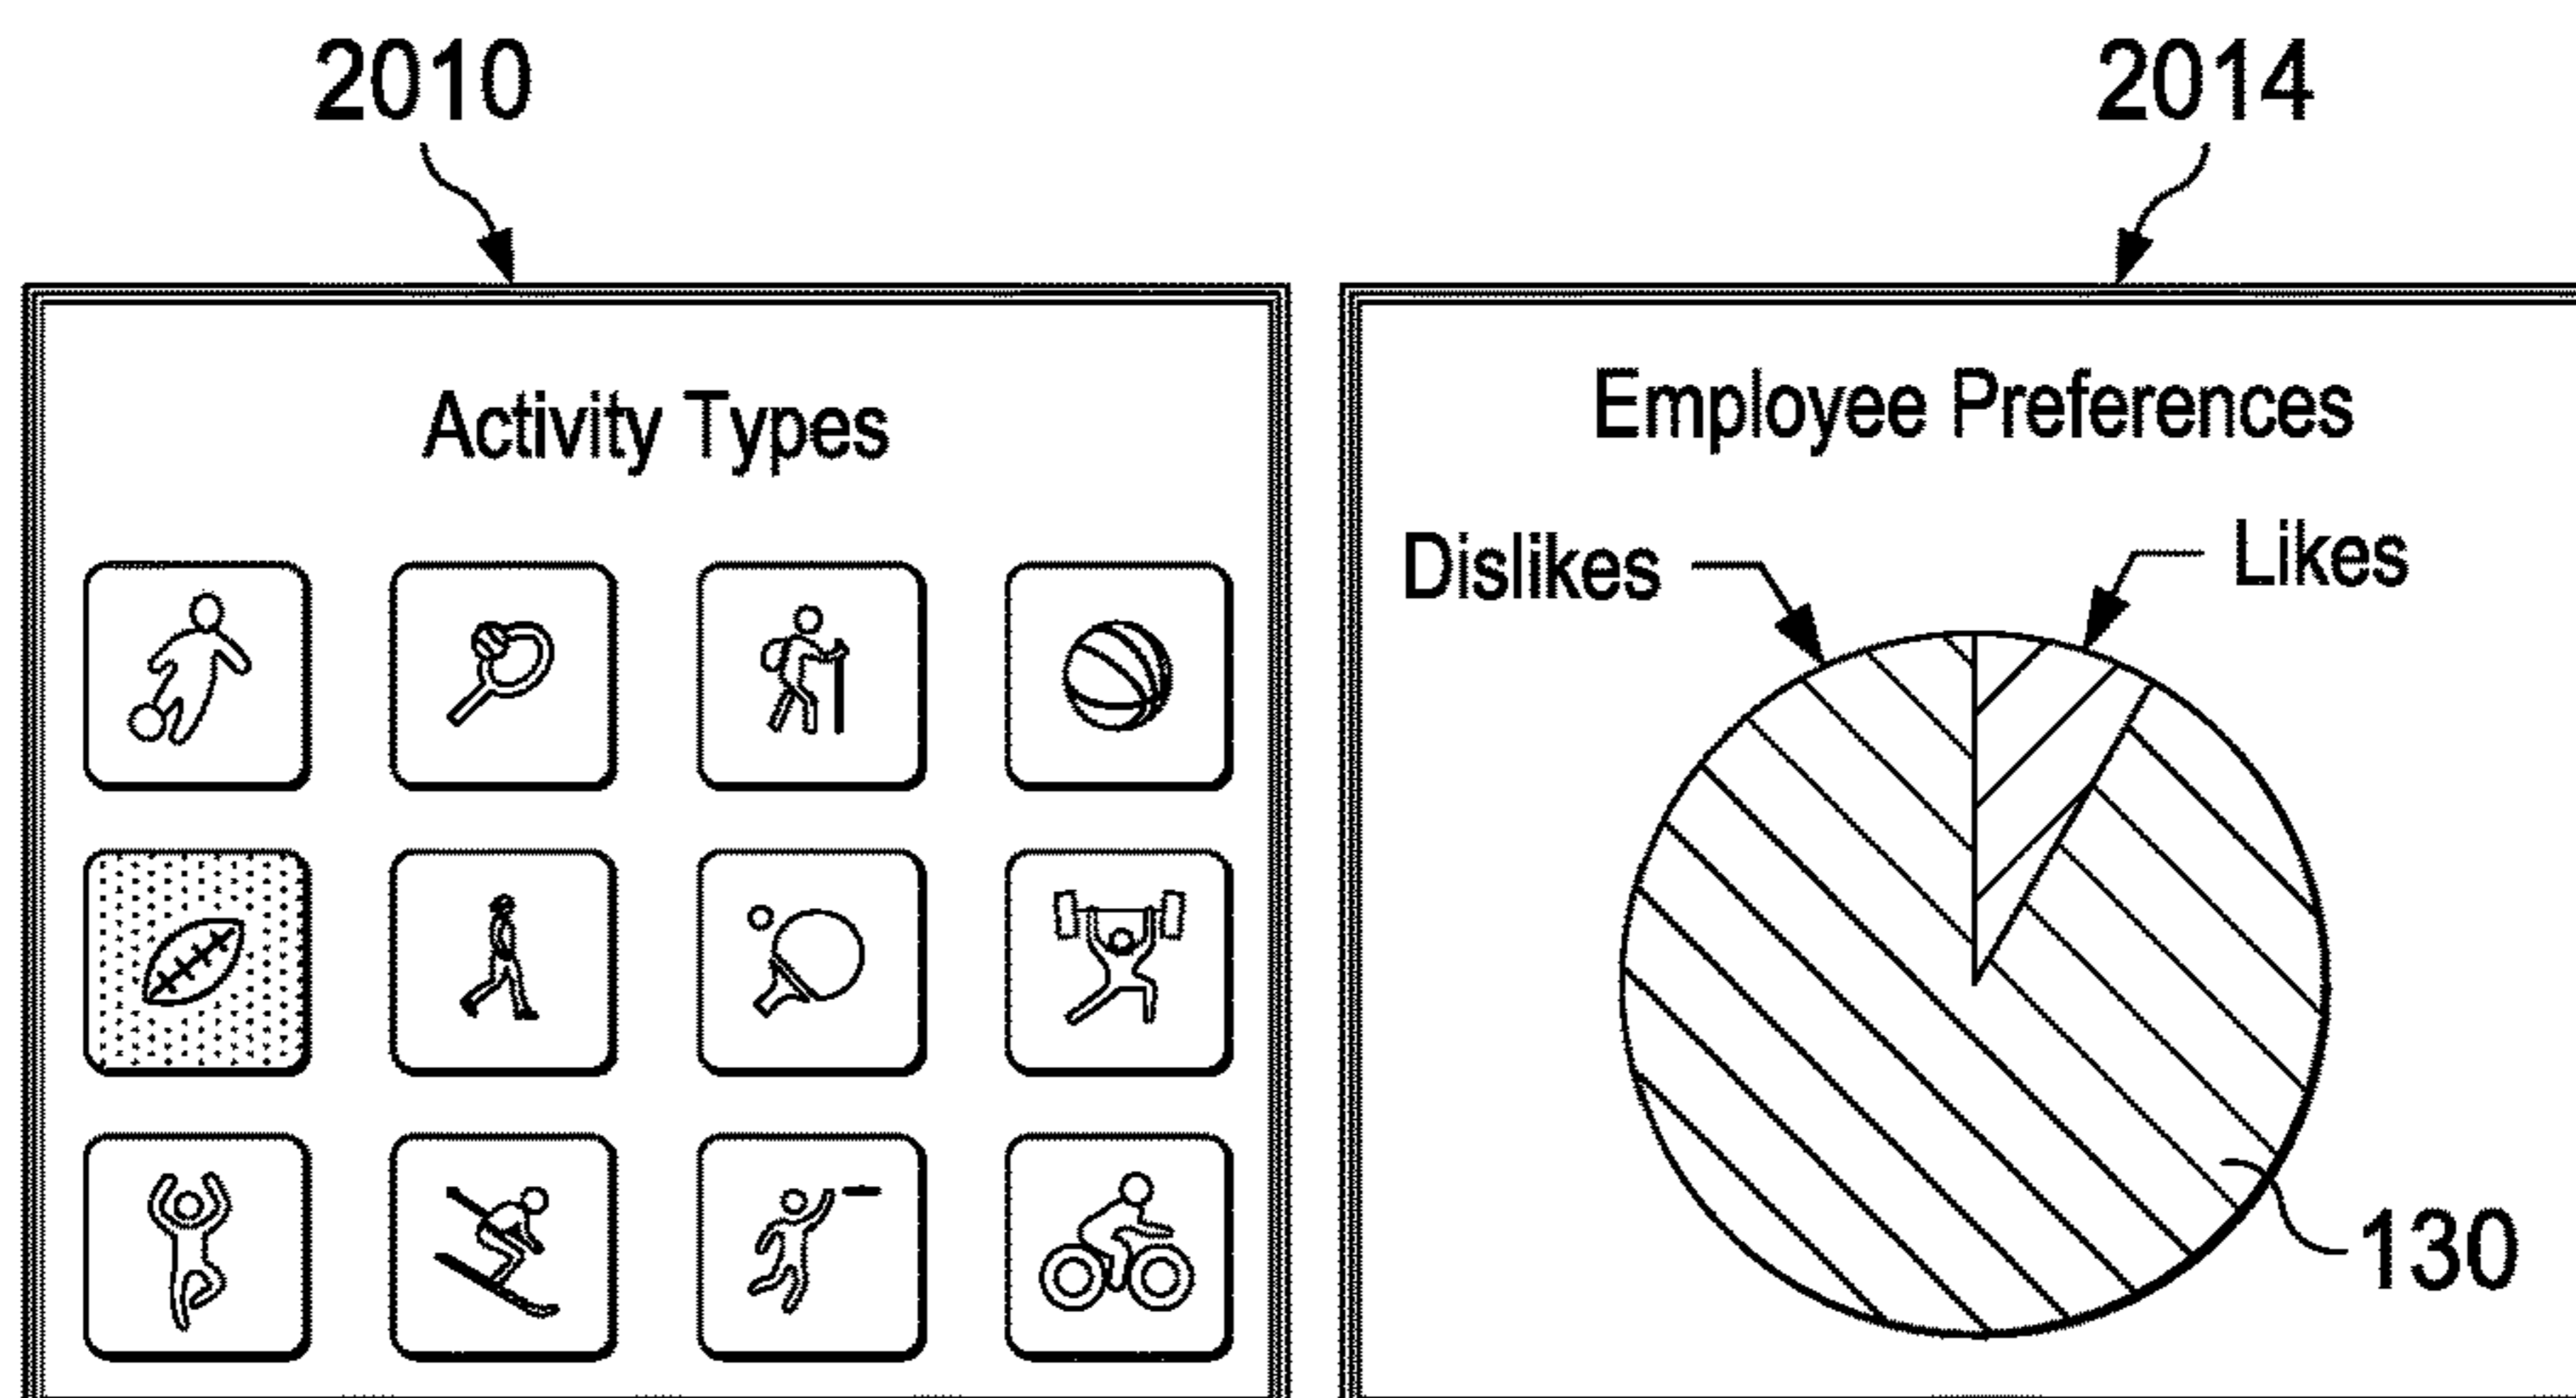 2010
2014
Activity Types
Employee Preferences
Dislikes
Likes
130